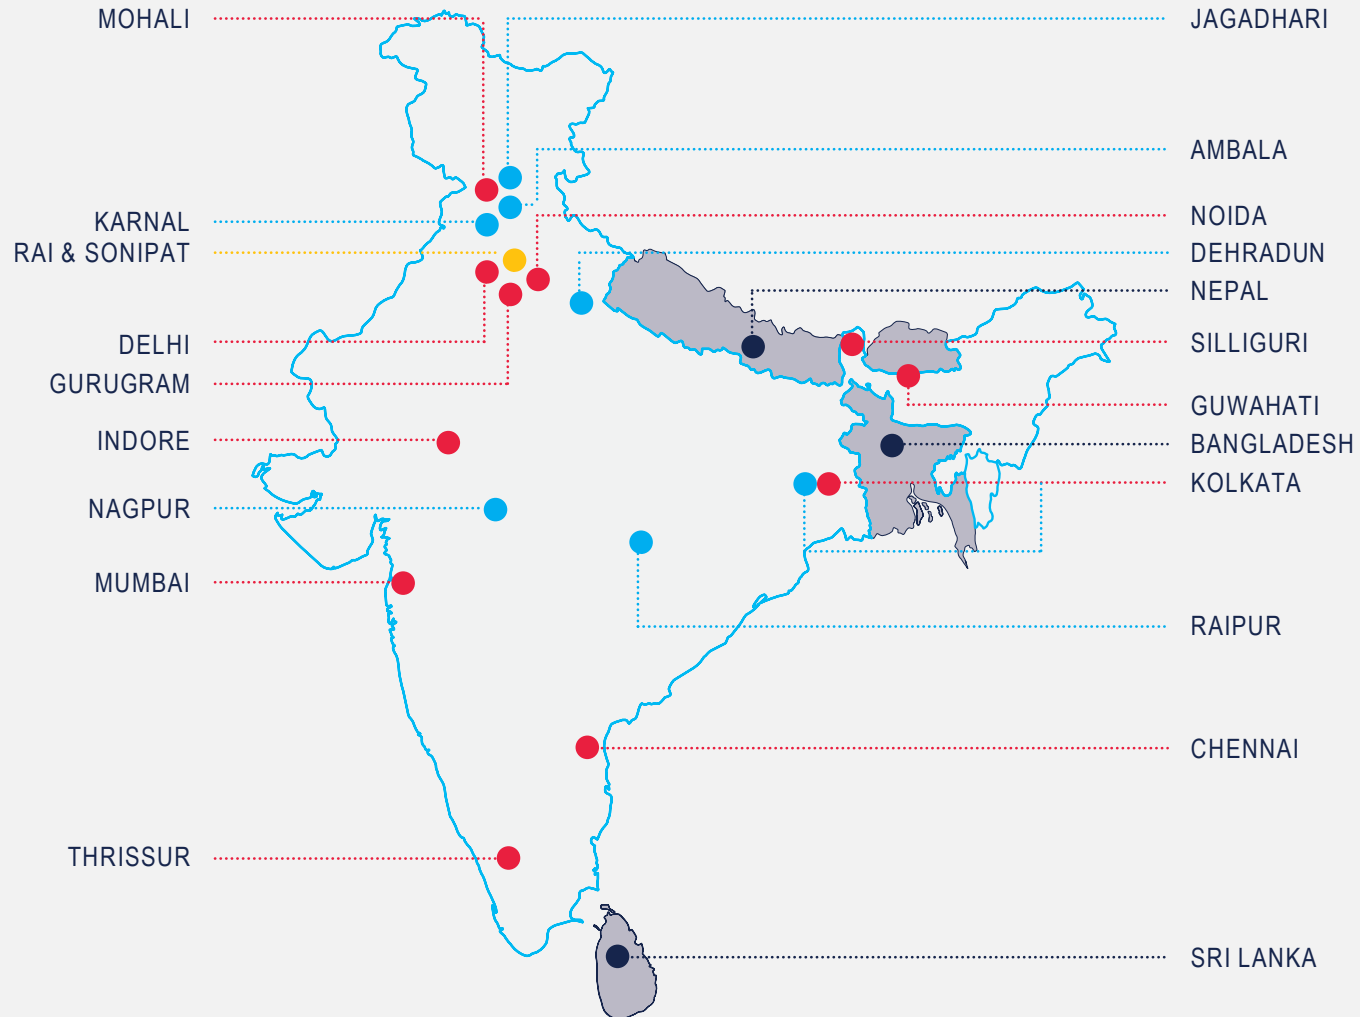 MOHALI
KARNAL
RAI & SONIPAT
DELHI
GURUGRAM
INDORE
NAGPUR
MUMBAI
THRISSUR
JAGADHARI
AMBALA
NOIDA
DEHRADUN
NEPAL
SILLIGURI
GUWAHATI
BANGLADESH
KOLKATA
RAIPUR
CHENNAI
SRI LANKA